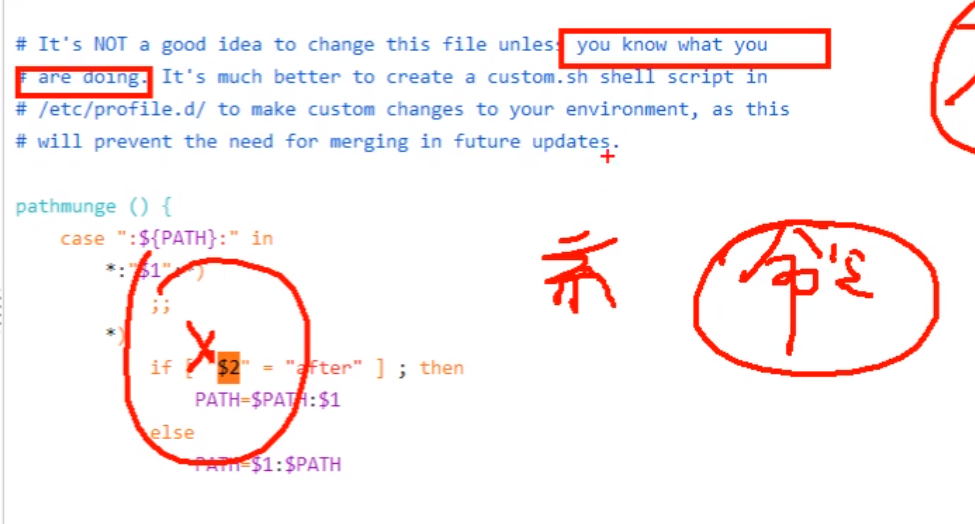 # It's NOT a good idea to change this file unless you know what you
# are doing. It's much better to create a custom.sh shell script in
# /etc/profile.d/ to make custom changes to your environment, as this
# will prevent the need for merging in future updates.
pathmunge () {
case ":${PATH}:" in
*:"$1":*)
;;
*)
if [ "$2" = "after" ] ; then
PATH=$PATH:$1
else
PATH=$1:$PATH